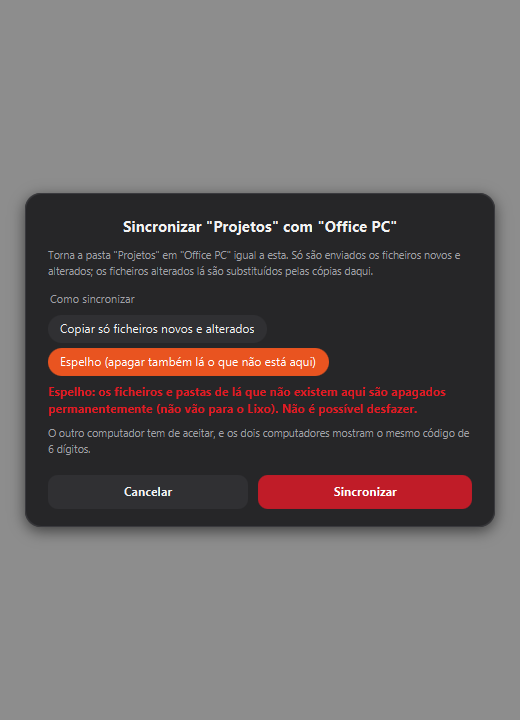 Sincronizar "Projetos" com "Office PC"
Torna a pasta "Projetos" em "Office PC" igual a esta. Só são enviados os ficheiros novos e
alterados; os ficheiros alterados lá são substituídos pelas cópias daqui.
Como sincronizar
Copiar só ficheiros novos e alterados
Espelho (apagar também lá o que não está aqui)
Espelho: os ficheiros e pastas de lá que não existem aqui são apagados
permanentemente (não vão para o Lixo). Não é possível desfazer.
O outro computador tem de aceitar, e os dois computadores mostram o mesmo código de
6 dígitos.
Cancelar
Sincronizar